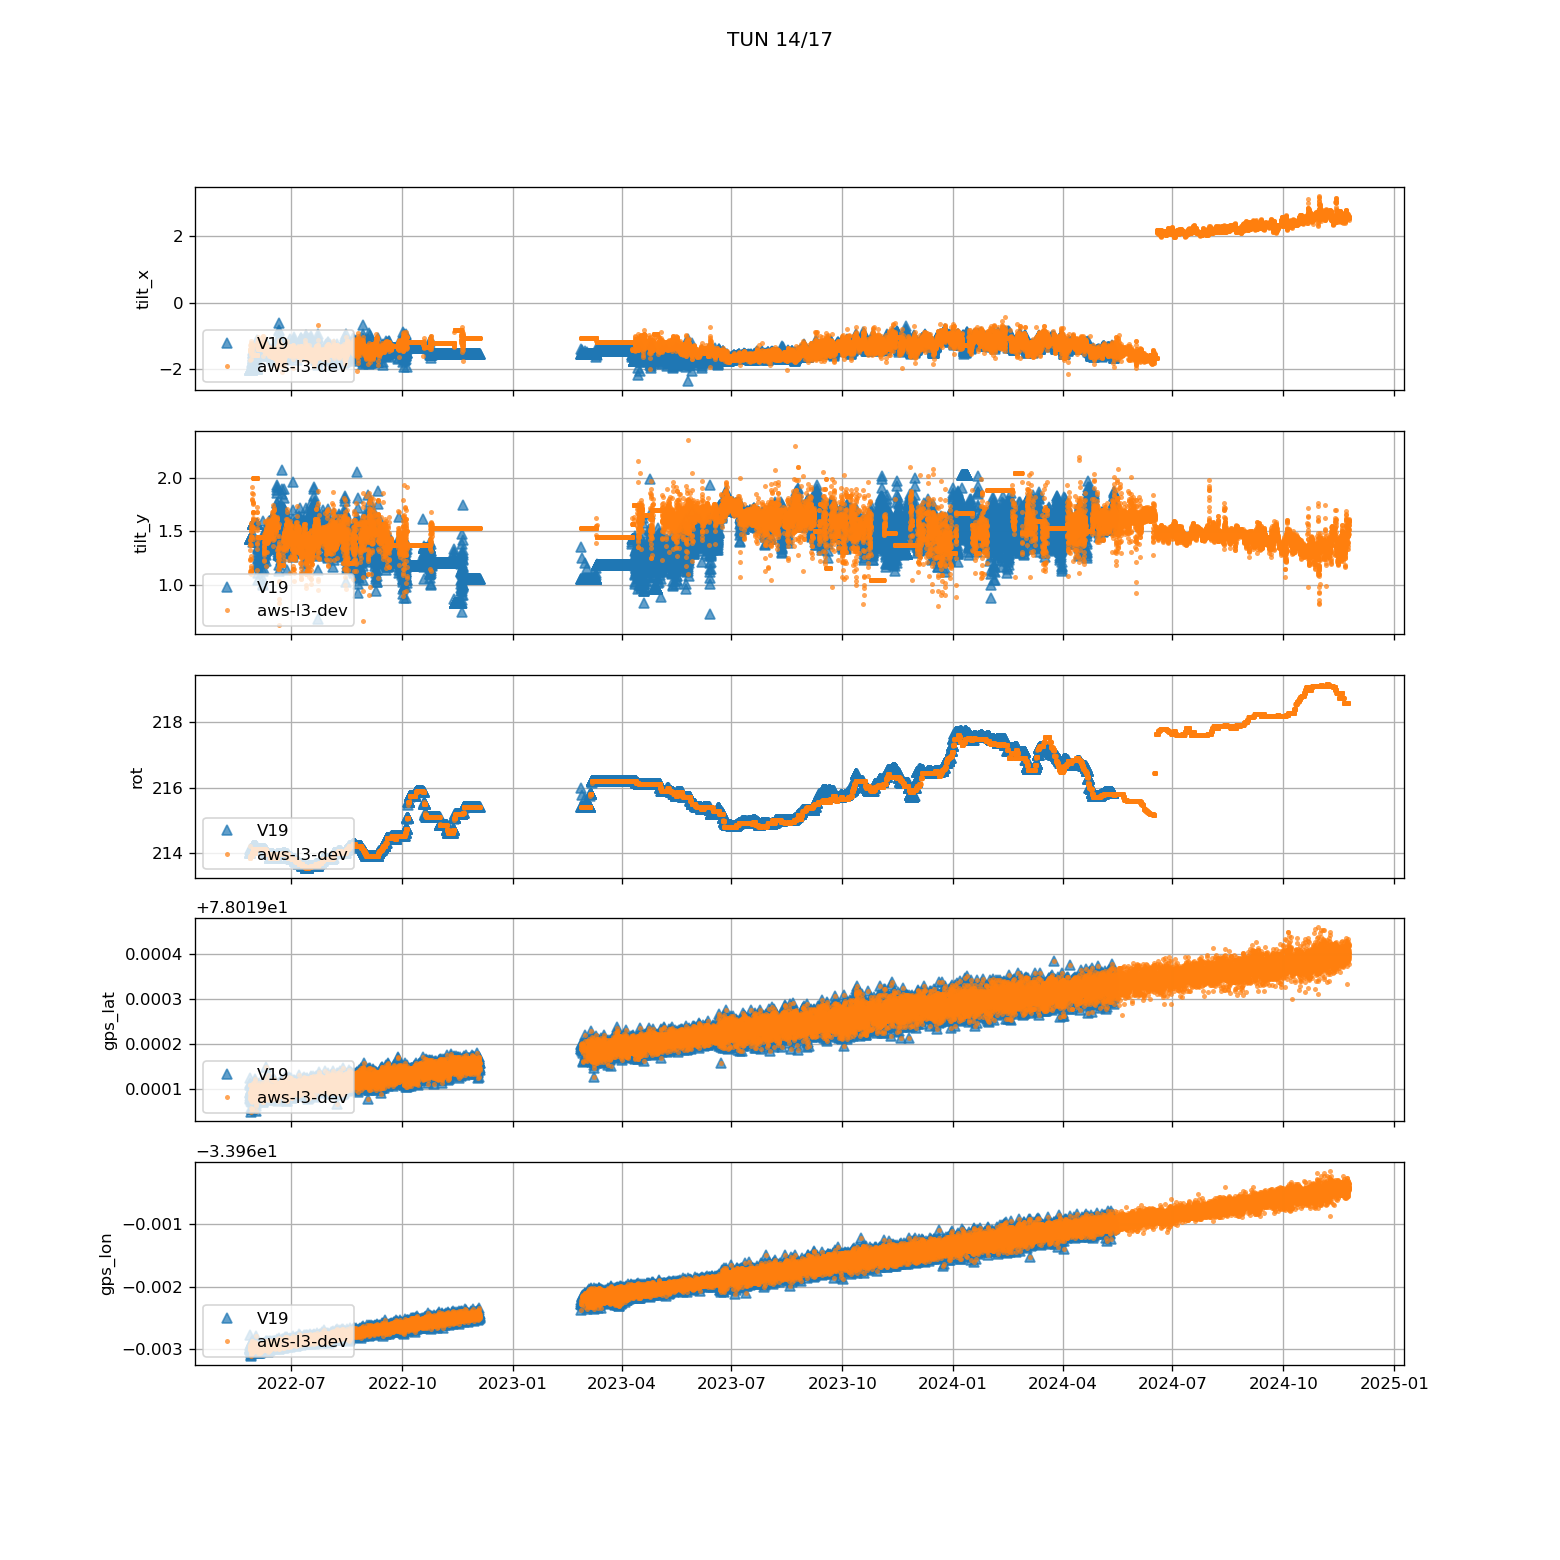 TUN 14/17
tilt_x
2
0
−2
V19
aws-l3-dev
tilt_y
2.0
1.5
1.0
V19
aws-l3-dev
rot
218
216
214
V19
aws-l3-dev
+7.8019e1
gps_lat
0.0004
0.0003
0.0002
0.0001
V19
aws-l3-dev
−3.396e1
gps_lon
−0.001
−0.002
−0.003
V19
aws-l3-dev
2022-07 2022-10 2023-01 2023-04 2023-07 2023-10 2024-01 2024-04 2024-07 2024-10 2025-01